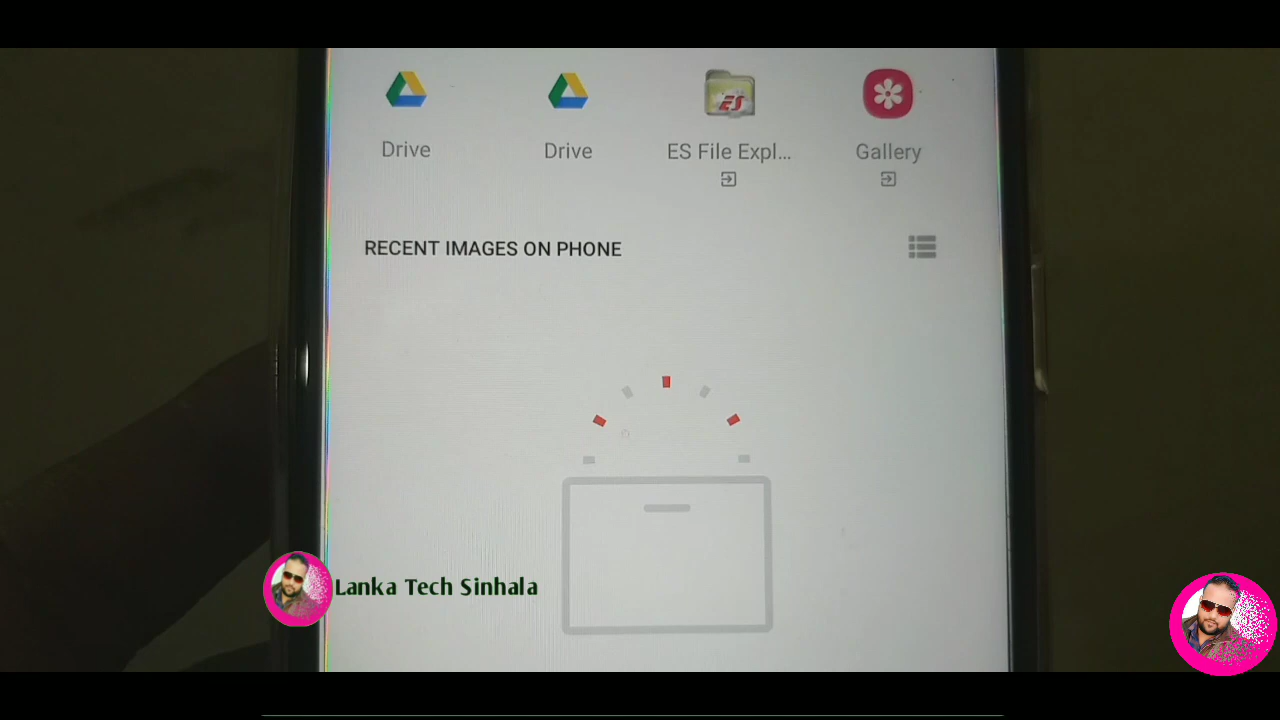 Drive
Drive
ES File Expl...
Gallery
RECENT IMAGES ON PHONE
Lanka Tech Sinhala